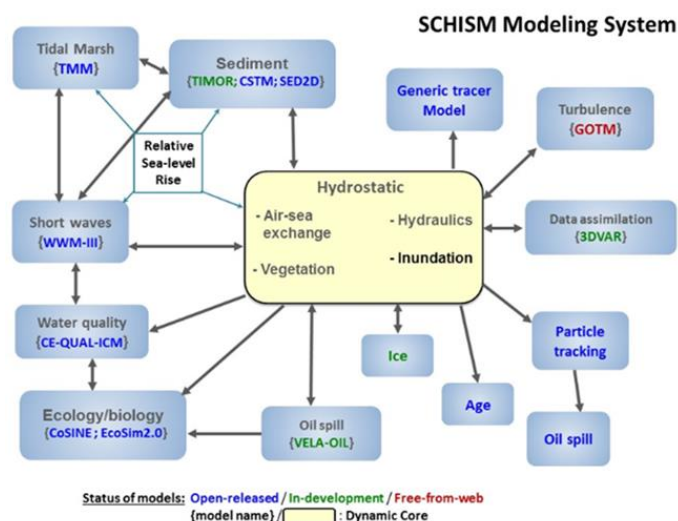 SCHISM Modeling System
Tidal Marsh
{TMM}
Sediment
{TIMOR; CSTM; SED2D}
Generic tracer
Model
Turbulence
{GOTM}
Relative
Sea-level
Rise
Hydrostatic
- Air-sea
exchange
- Hydraulics
- Vegetation
- Inundation
Short waves
{WWM-III}
Data assimilation
{3DVAR}
Water quality
{CE-QUAL-ICM}
Ice
Particle
tracking
Ecology/biology
{CoSINE ; EcoSim2.0}
Oil spill
{VELA-OIL}
Age
Oil spill
Status of models: Open-released / In-development / Free-from-web
{model name} / : Dynamic Core